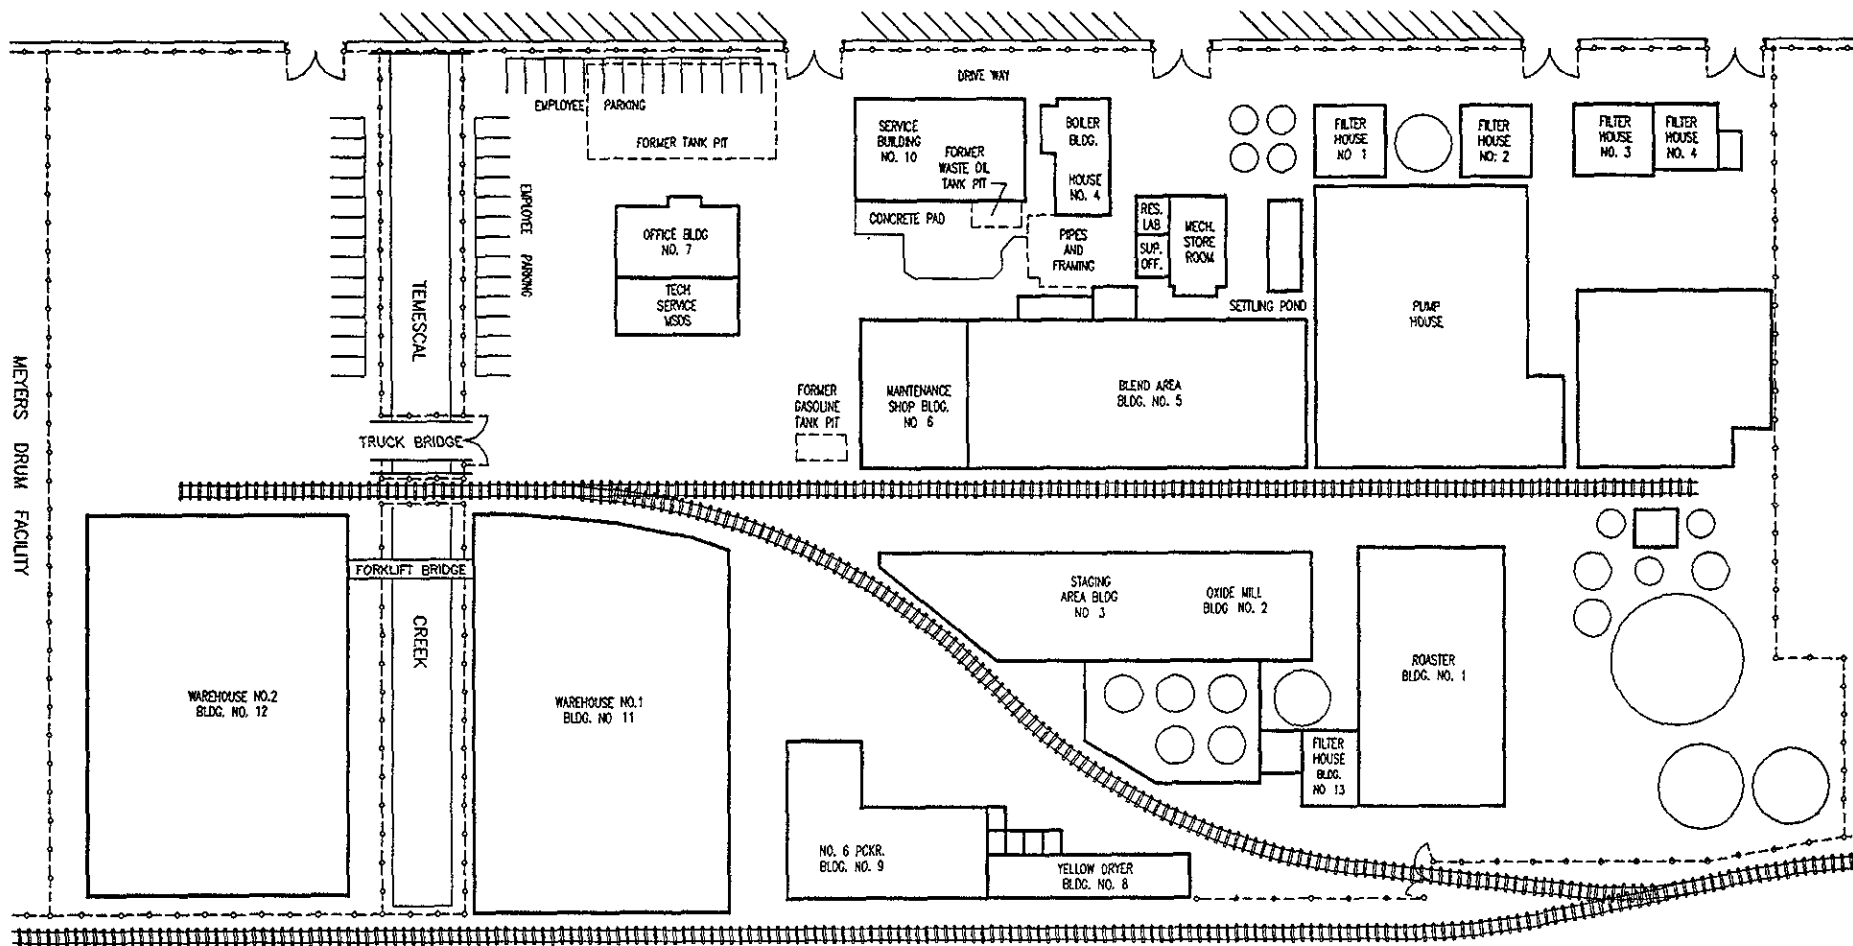 DRIVE WAY
EMPLOYEE PARKING
FORMER TANK PIT
SERVICE
BUILDING
NO. 10
FORMER
WASTE OIL
TANK PIT
BOILER
BLDG.
HOUSE
NO. 4
FILTER
HOUSE
NO 1
FILTER
HOUSE
NO: 2
FILTER
HOUSE
NO. 3
FILTER
HOUSE
NO. 4
EMPLOYEE PARKING
OFFICE BLDG
NO. 7
TECH
SERVICE
MSDS
CONCRETE PAD
PIPES
AND
FRAMING
RES.
LAB
SUP.
OFF.
MECH.
STORE
ROOM
SETTLING POND
PUMP
HOUSE
TEMESCAL
MEYERS DRUM FACILITY
FORMER
GASOLINE
TANK PIT
MAINTENANCE
SHOP BLDG.
NO 6
BLEND AREA
BLDG. NO. 5
TRUCK BRIDGE
FORKLIFT BRIDGE
CREEK
STAGING
AREA BLDG
NO 3
OXIDE MILL
BLDG NO. 2
ROASTER
BLDG. NO. 1
WAREHOUSE NO.2
BLDG. NO. 12
WAREHOUSE NO.1
BLDG. NO 11
FILTER
HOUSE
BLDG.
NO 13
NO. 6 PCKR.
BLDG. NO. 9
YELLOW DRYER
BLDG. NO. 8